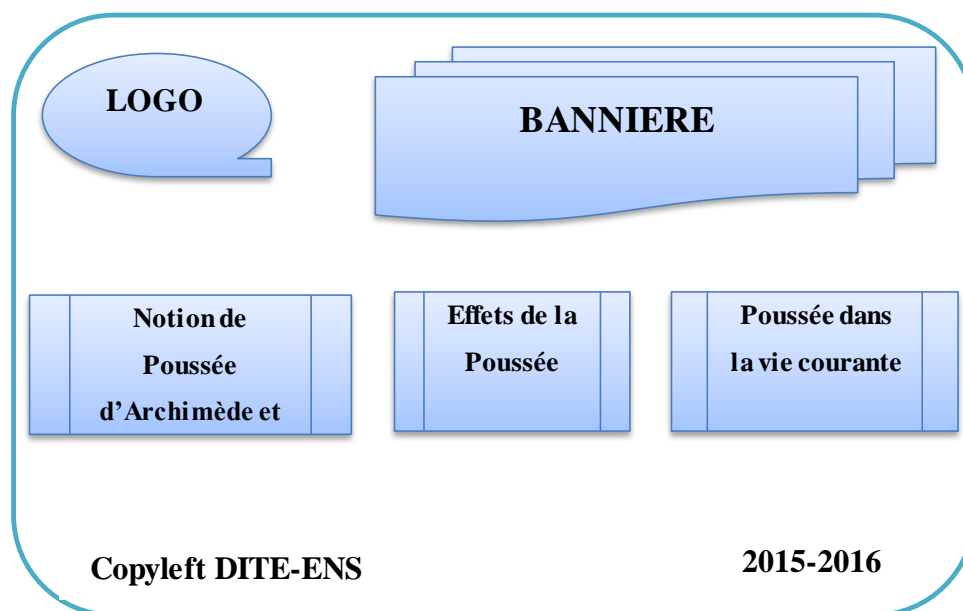 LOGO
BANNIERE
Notion de
Poussée
d’Archimède et
Effets de la
Poussée
Poussée dans
la vie courante
Copyleft DITE-ENS
2015-2016